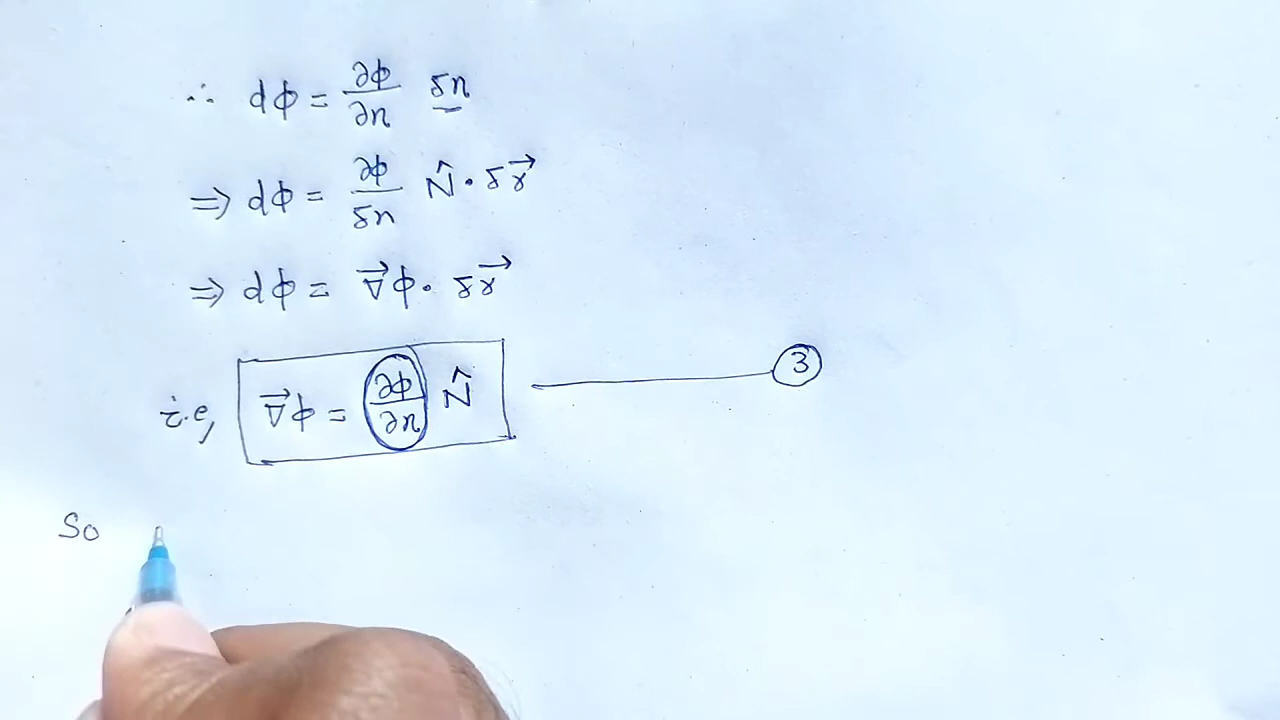 ∴ dϕ = ∂ϕ/∂n δn
⇒ dϕ = ∂ϕ/δn N̂ · δr⃗
⇒ dϕ = ∇⃗ϕ · δr⃗
i.e, ∇⃗ϕ = ∂ϕ/∂n N̂ ——— ③
So